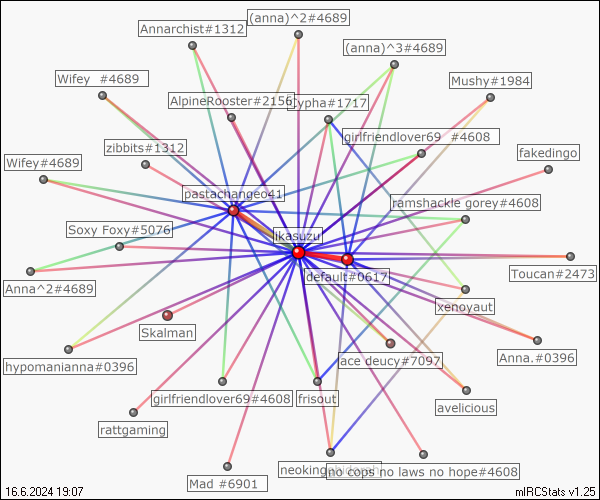 Annarchist#1312
(anna)^2#4689
(anna)^3#4689
Wifey  #4689
Mushy#1984
AlpineRooster#2156
Cypha#1717
girlfriendlover69  #4608
zibbits#1312
fakedingo
Wifey#4689
pastachangeo41
ramshackle gorey#4608
Soxy Foxy#5076
ikasuzu
Toucan#2473
default#0617
Anna^2#4689
xenoyaut
Skalman
Anna.#0396
ace deucy#7097
hypomanianna#0396
girlfriendlover69#4608
frisout
avelicious
rattgaming
no cops no laws no hope#4608
Mad #6901
16.6.2024 19:07
mIRCStats v1.25